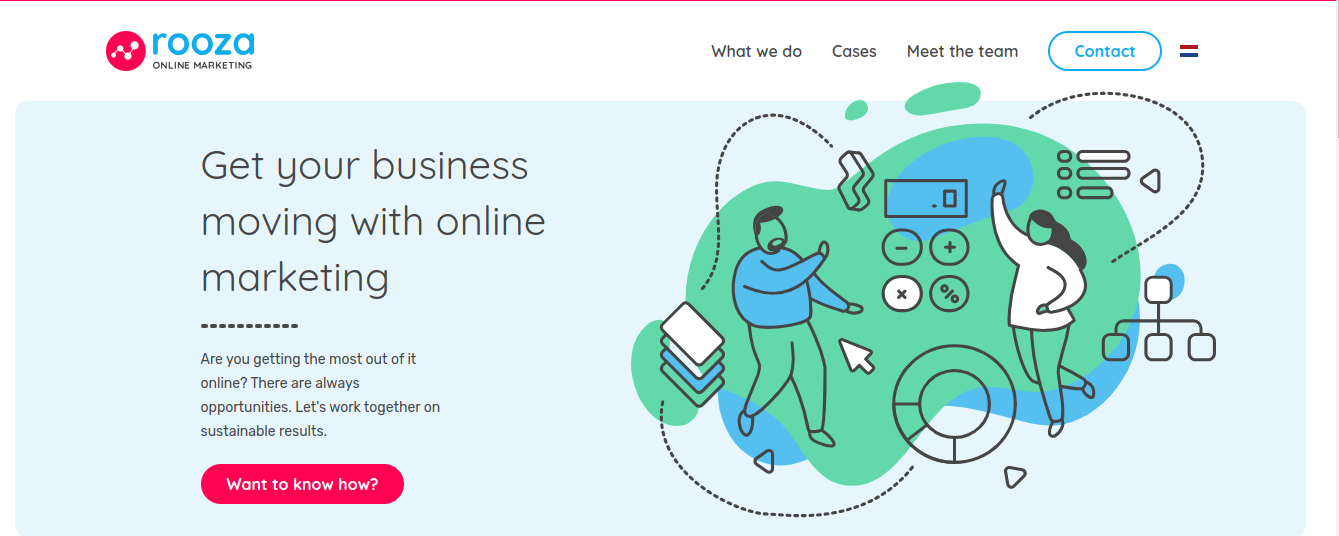 rooza
ONLINE MARKETING
What we do
Cases
Meet the team
Contact
Get your business
moving with online
marketing
Are you getting the most out of it
online? There are always
opportunities. Let's work together on
sustainable results.
Want to know how?
.0
− +
× %